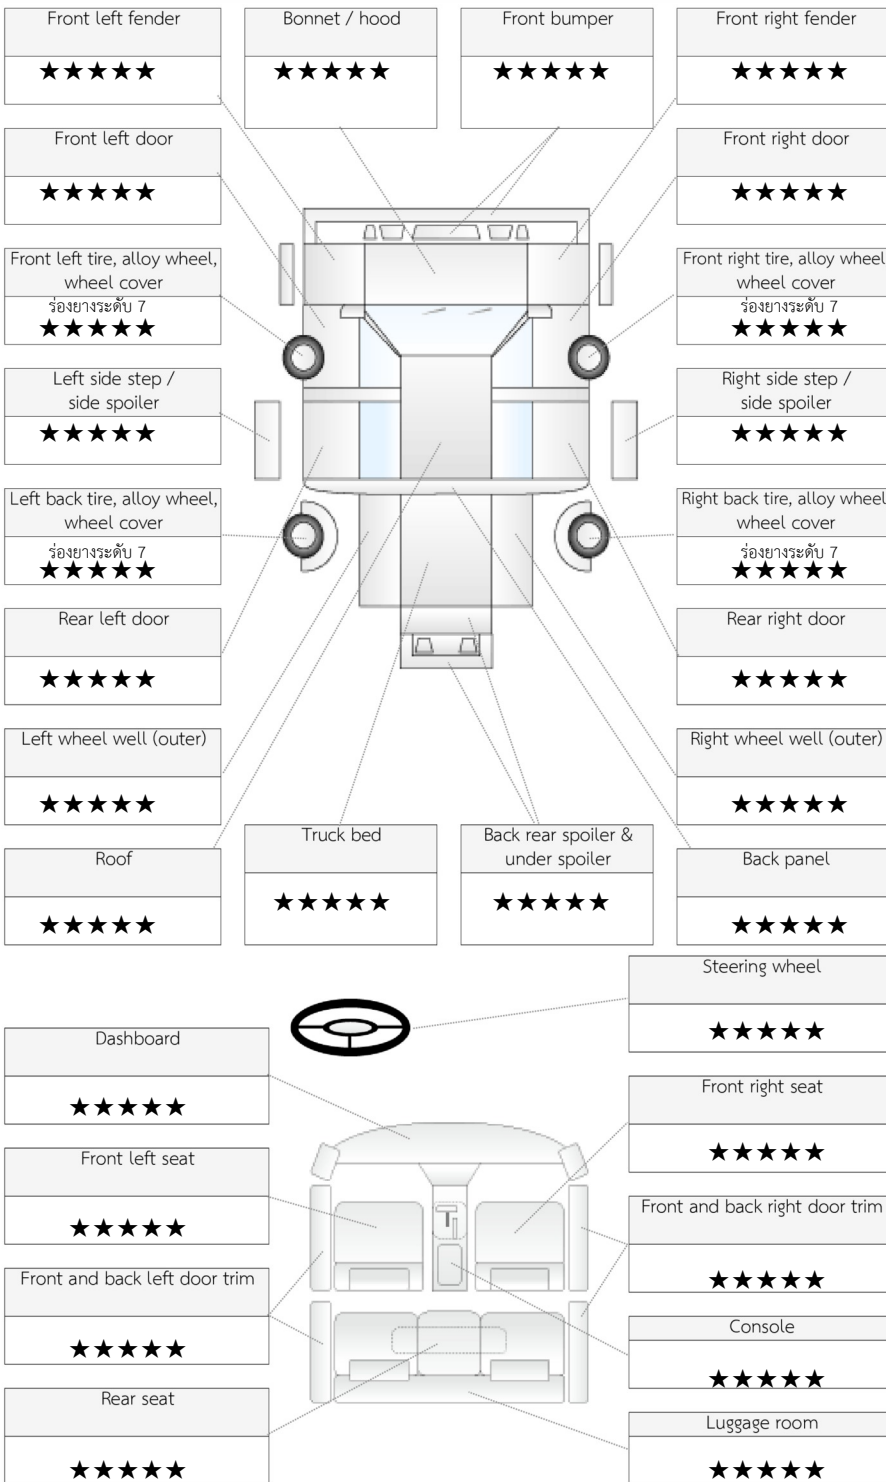 Front left fender
★★★★★
Bonnet / hood
★★★★★
Front bumper
★★★★★
Front right fender
★★★★★
Front left door
★★★★★
Front right door
★★★★★
Front left tire, alloy wheel,
wheel cover
ร่องยางระดับ 7
★★★★★
Front right tire, alloy wheel
wheel cover
ร่องยางระดับ 7
★★★★★
Left side step /
side spoiler
★★★★★
Right side step /
side spoiler
★★★★★
Left back tire, alloy wheel,
wheel cover
ร่องยางระดับ 7
★★★★★
Right back tire, alloy wheel
wheel cover
ร่องยางระดับ 7
★★★★★
Rear left door
★★★★★
Rear right door
★★★★★
Left wheel well (outer)
★★★★★
Right wheel well (outer)
★★★★★
Roof
★★★★★
Truck bed
★★★★★
Back rear spoiler &
under spoiler
★★★★★
Back panel
★★★★★
Steering wheel
★★★★★
Dashboard
★★★★★
Front right seat
★★★★★
Front left seat
★★★★★
Front and back right door trim
★★★★★
Front and back left door trim
★★★★★
Console
★★★★★
Rear seat
★★★★★
Luggage room
★★★★★